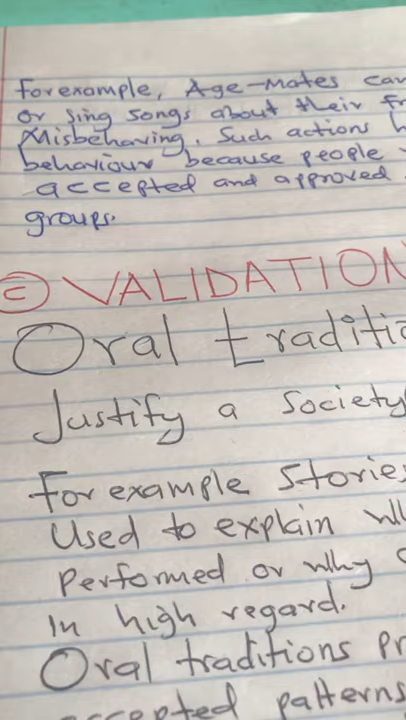 For example, Age-Mates can
or sing songs about their
Misbehaving. Such actions
behaviour because people
accepted and approved
groups.
C VALIDATION
Oral traditi
Justify a society
For example stories
Used to explain
Performed or why
in high regard.
Oral traditions pr
accepted patterns